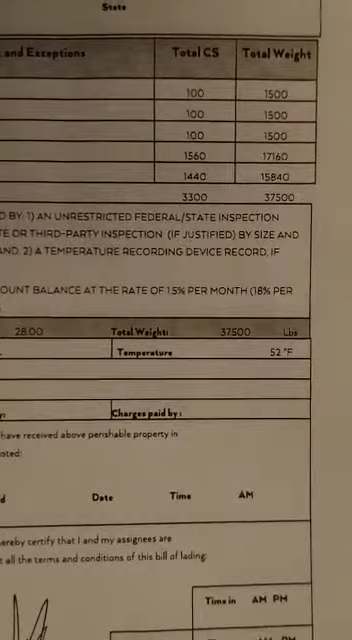 State
and Exceptions Total CS Total Weight
100 1500
100 1500
100 1500
1560 17160
1440 15840
3300 37500
D BY: 1) AN UNRESTRICTED FEDERAL/STATE INSPECTION
TE OR THIRD-PARTY INSPECTION (IF JUSTIFIED) BY SIZE AND
AND, 2) A TEMPERATURE RECORDING DEVICE RECORD, IF
OUNT BALANCE AT THE RATE OF 1.5% PER MONTH (18% PER
28.00 Total Weight: 37500 Lbs
Temperature 52 °F
y: Charges paid by :
have received above perishable property in
oted:
d Date Time AM
ereby certify that I and my assignees are
t all the terms and conditions of this bill of lading:
Time in AM PM